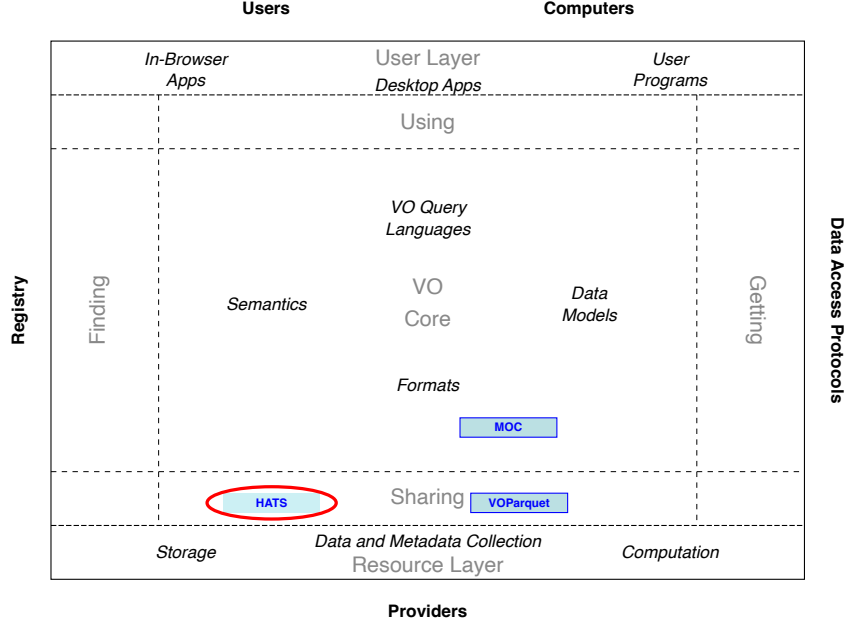 Users
Computers
In-Browser
Apps
User Layer
Desktop Apps
User
Programs
Using
VO Query
Languages
Registry
Finding
Semantics
VO
Core
Data
Models
Getting
Data Access Protocols
Formats
MOC
HATS
Sharing
VOParquet
Storage
Data and Metadata Collection
Resource Layer
Computation
Providers